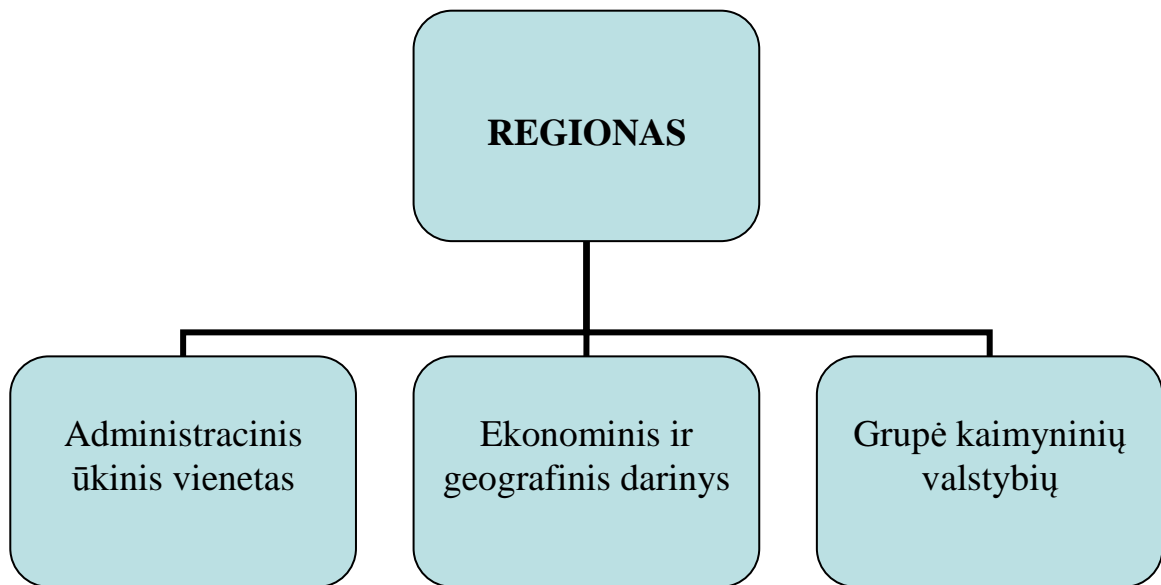 REGIONAS
Administracinis
ūkinis vienetas
Ekonominis ir
geografinis darinys
Grupė kaimyninių
valstybių